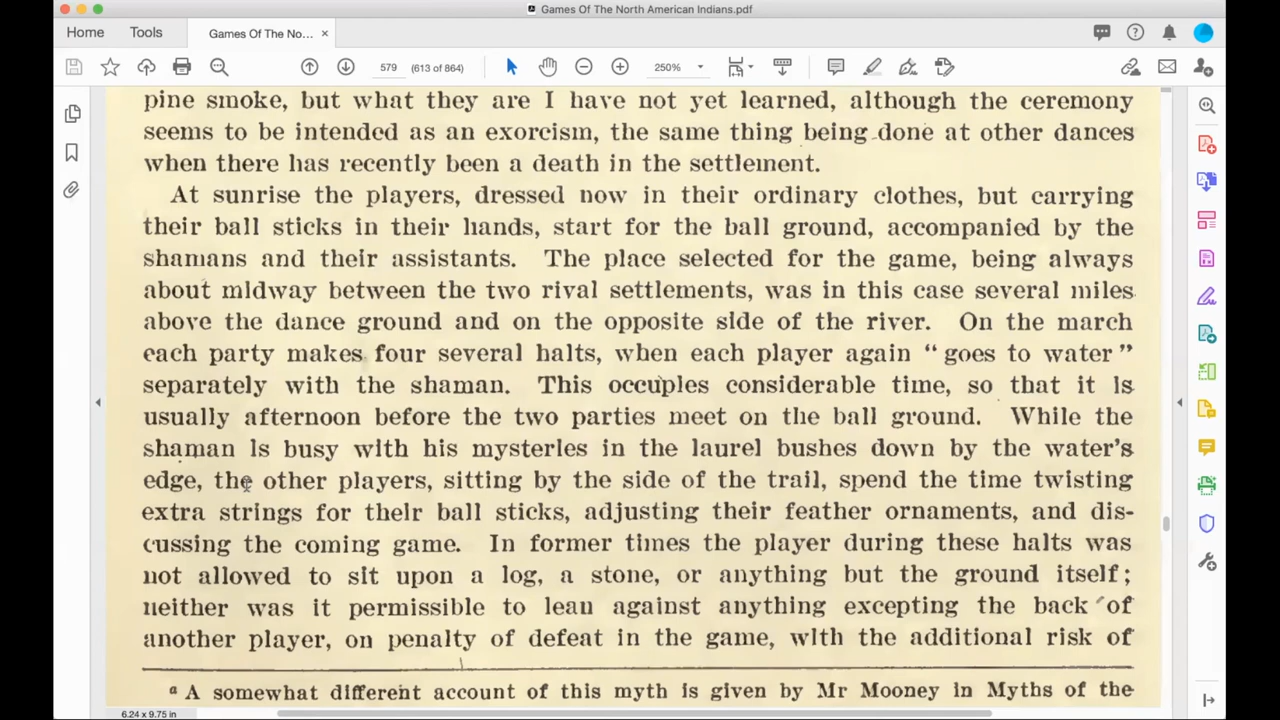 Games Of The North American Indians.pdf
Home Tools Games Of The No... ×
579 (613 of 864) 250%
pine smoke, but what they are I have not yet learned, although the ceremony
seems to be intended as an exorcism, the same thing being done at other dances
when there has recently been a death in the settlement.
At sunrise the players, dressed now in their ordinary clothes, but carrying
their ball sticks in their hands, start for the ball ground, accompanied by the
shamans and their assistants. The place selected for the game, being always
about midway between the two rival settlements, was in this case several miles
above the dance ground and on the opposite side of the river. On the march
each party makes four several halts, when each player again “goes to water”
separately with the shaman. This occuples considerable time, so that it is
usually afternoon before the two parties meet on the ball ground. While the
shaman is busy with his mysteries in the laurel bushes down by the water's
edge, the other players, sitting by the side of the trail, spend the time twisting
extra strings for their ball sticks, adjusting their feather ornaments, and dis-
cussing the coming game. In former times the player during these halts was
not allowed to sit upon a log, a stone, or anything but the ground itself;
neither was it permissible to lean against anything excepting the back of
another player, on penalty of defeat in the game, with the additional risk of
a A somewhat different account of this myth is given by Mr Mooney in Myths of the
6.24 x 9.75 in